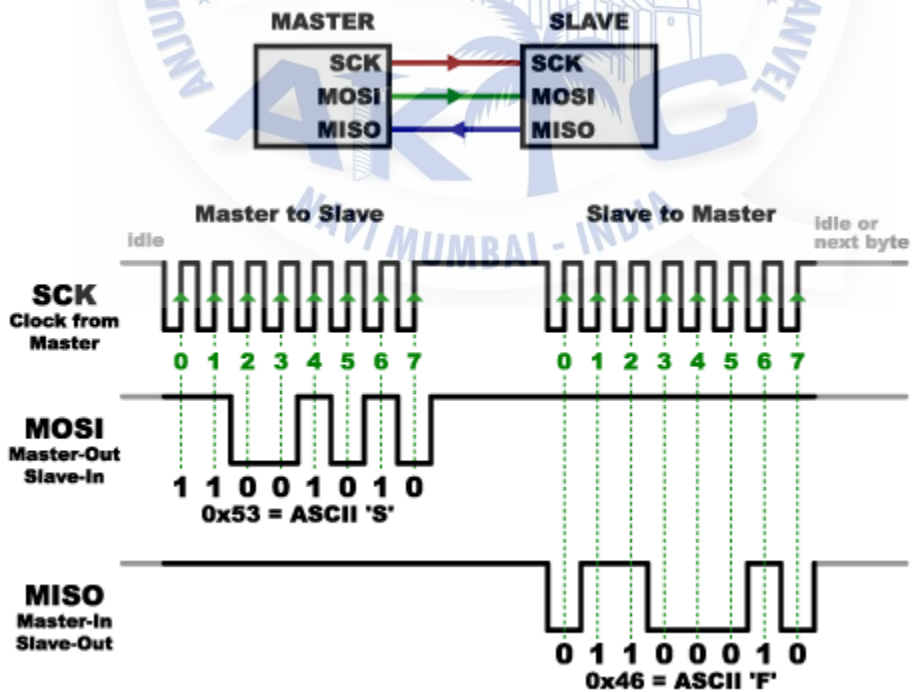 MASTER SLAVE
SCK SCK
MOSI MOSI
MISO MISO
ANJUM
ANVEL
AKTC
NAVI MUMBAI - INDIA
Master to Slave Slave to Master
idle idle or
next byte
SCK
Clock from
Master
0 1 2 3 4 5 6 7 0 1 2 3 4 5 6 7
MOSI
Master-Out
Slave-In
1 1 0 0 1 0 1 0
0x53 = ASCII 'S'
MISO
Master-In
Slave-Out
0 1 1 0 0 0 1 0
0x46 = ASCII 'F'